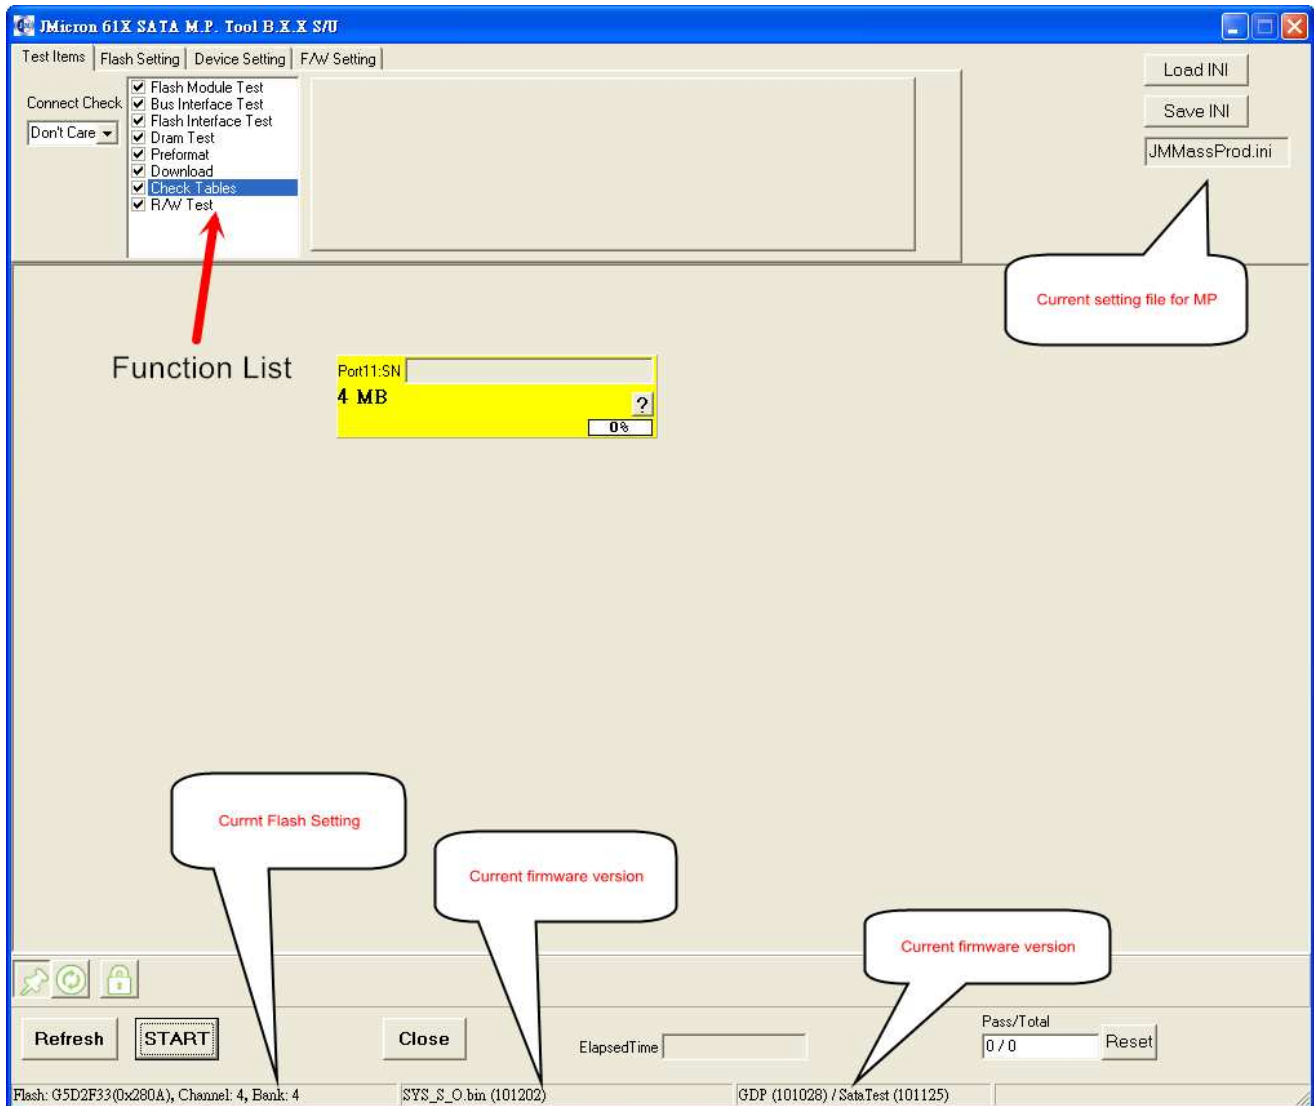 JMicron 61X SATA M.P. Tool B.X.X S/U
Test Items Flash Setting Device Setting F/W Setting
Connect Check
Don't Care
Flash Module Test
Bus Interface Test
Flash Interface Test
Dram Test
Preformat
Download
Check Tables
R/W Test
Load INI
Save INI
JMMassProd.ini
Current setting file for MP
Function List
Port11:SN
4 MB
?
0%
Currnt Flash Setting
Current firmware version
Current firmware version
Refresh
START
Close
ElapsedTime
Pass/Total
0 / 0
Reset
Flash: G5D2F33(0x280A), Channel: 4, Bank: 4
SYS_S_O.bin (101202)
GDP (101028) / SataTest (101125)